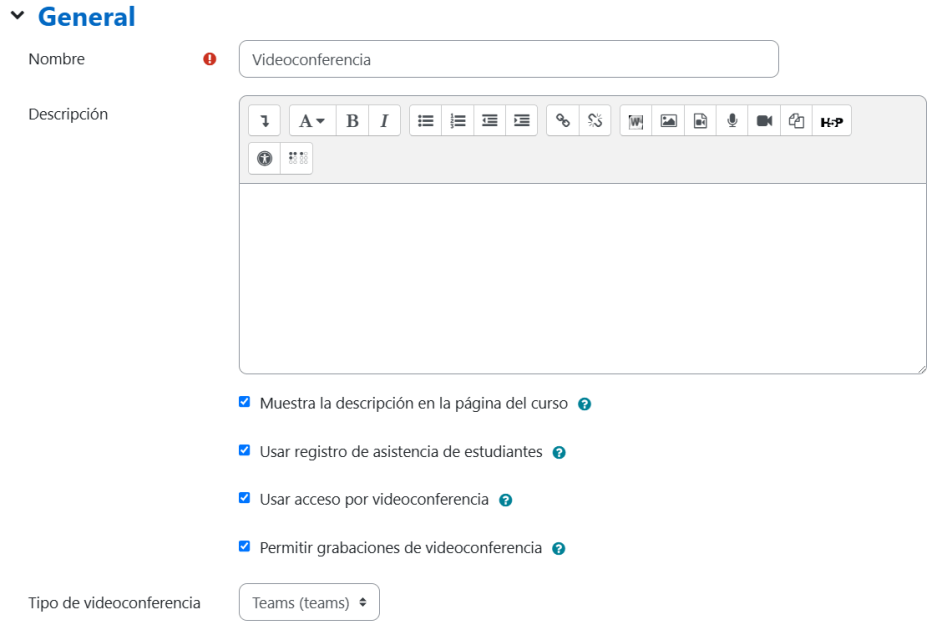 General
Nombre
Videoconferencia
Descripción
A B I H-P
Muestra la descripción en la página del curso
Usar registro de asistencia de estudiantes
Usar acceso por videoconferencia
Permitir grabaciones de videoconferencia
Tipo de videoconferencia
Teams (teams)